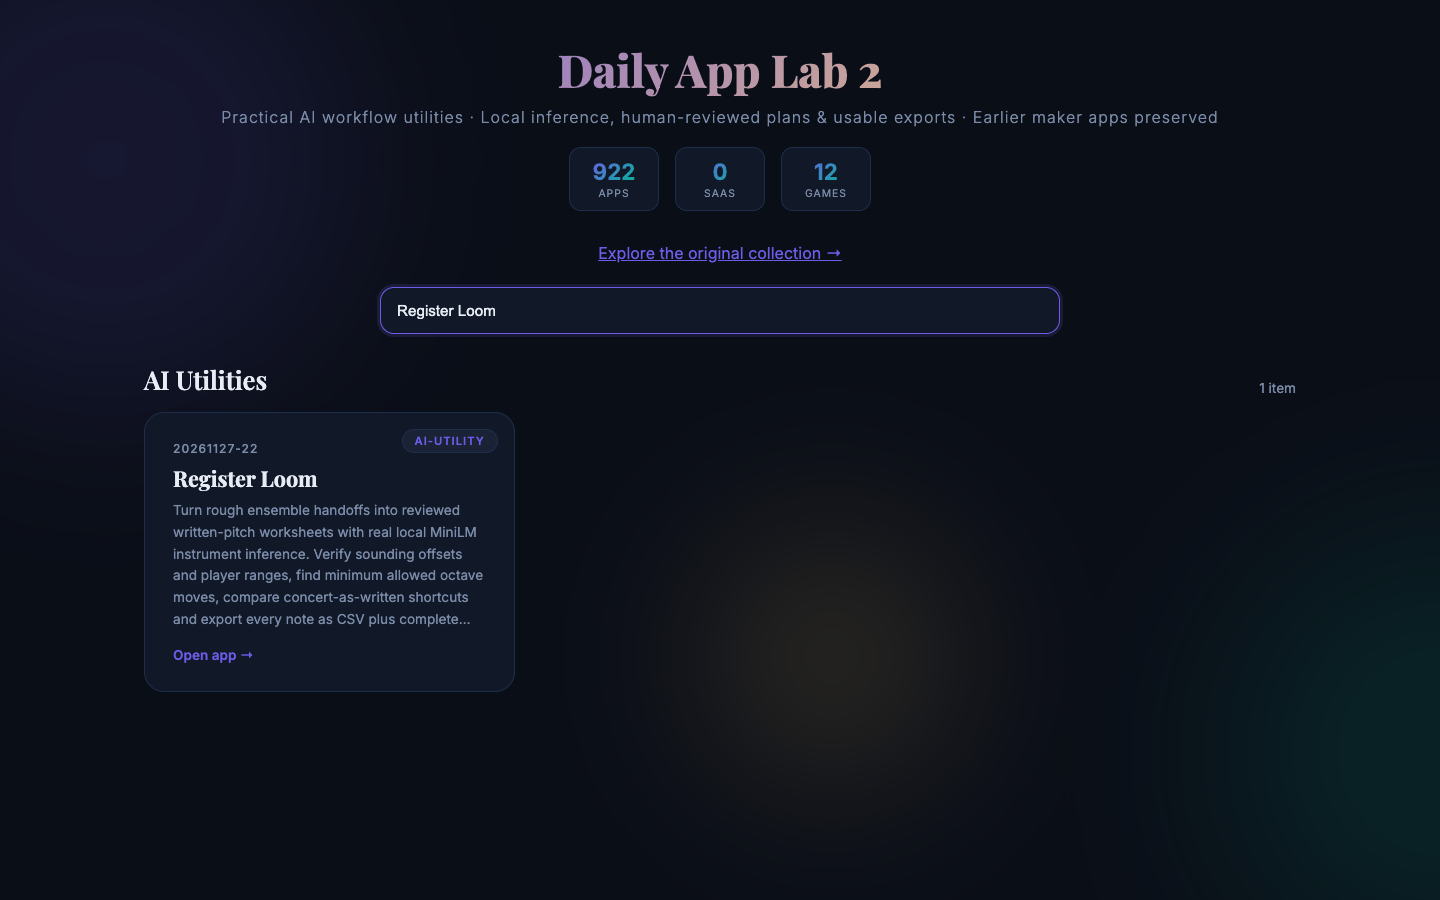 Daily App Lab 2
Practical AI workflow utilities · Local inference, human-reviewed plans & usable exports · Earlier maker apps preserved
922
APPS
0
SAAS
12
GAMES
Explore the original collection →
Register Loom
AI Utilities
1 item
20261127-22
AI-UTILITY
Register Loom
Turn rough ensemble handoffs into reviewed
written-pitch worksheets with real local MiniLM
instrument inference. Verify sounding offsets
and player ranges, find minimum allowed octave
moves, compare concert-as-written shortcuts
and export every note as CSV plus complete...
Open app →